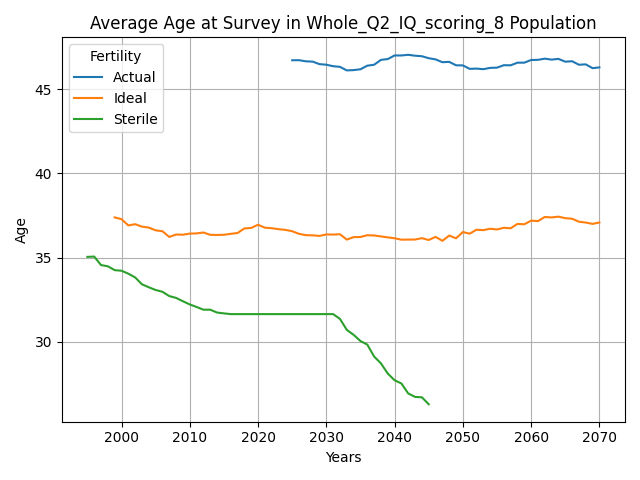 Average Age at Survey in Whole_Q2_IQ_scoring_8 Population
Fertility
Actual
Ideal
Sterile
Age
45
40
35
30
2000 2010 2020 2030 2040 2050 2060 2070
Years